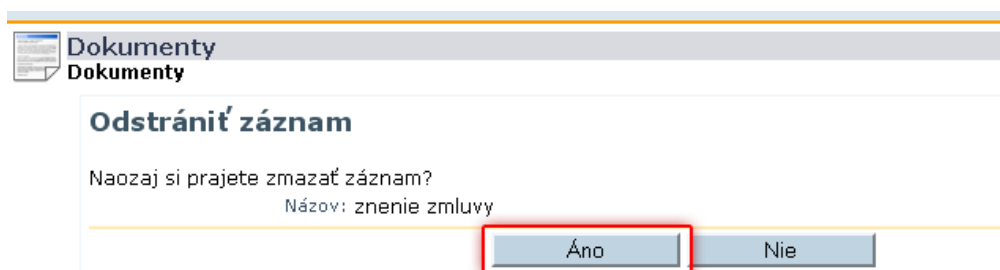 Dokumenty
Dokumenty
Odstrániť záznam
Naozaj si prajete zmazať záznam?
Názov: znenie zmluvy
Áno Nie